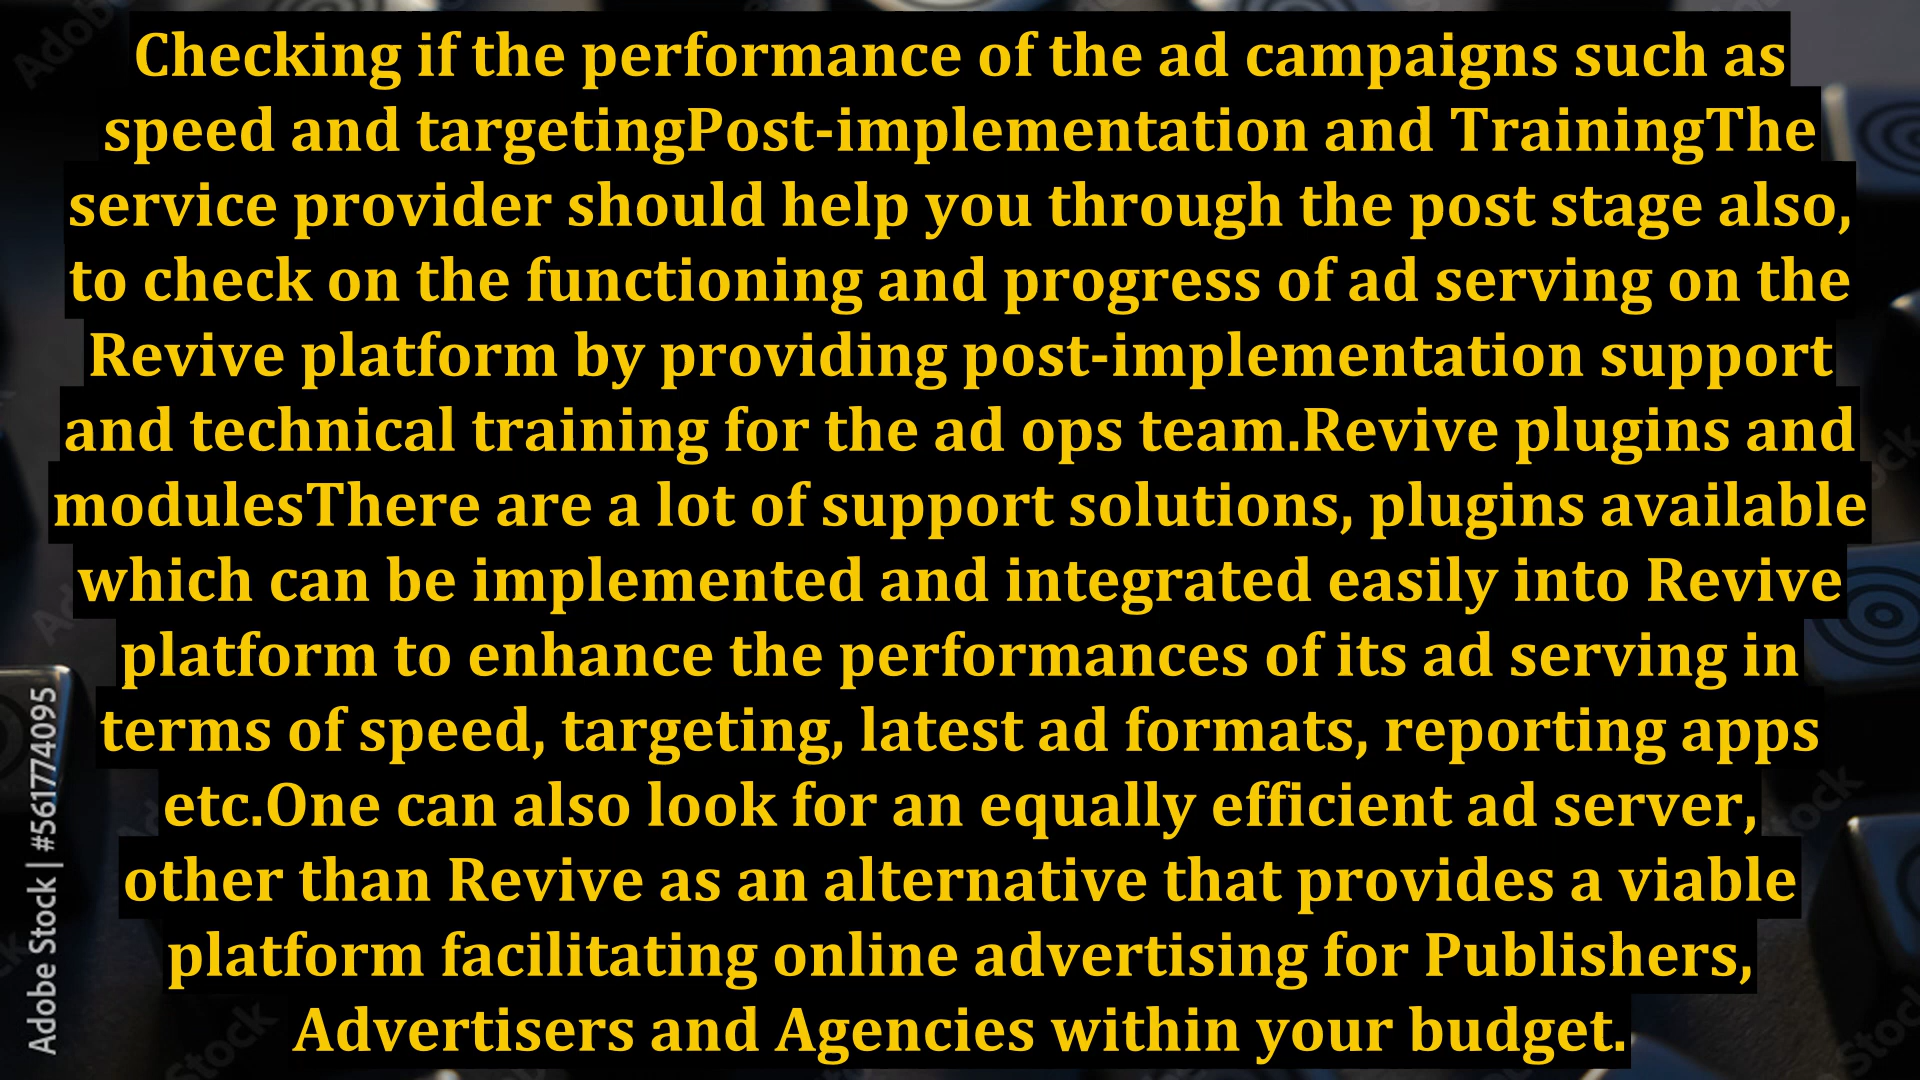 Checking if the performance of the ad campaigns such as
speed and targetingPost-implementation and TrainingThe
service provider should help you through the post stage also,
to check on the functioning and progress of ad serving on the
Revive platform by providing post-implementation support
and technical training for the ad ops team.Revive plugins and
modulesThere are a lot of support solutions, plugins available
which can be implemented and integrated easily into Revive
platform to enhance the performances of its ad serving in
terms of speed, targeting, latest ad formats, reporting apps
etc.One can also look for an equally efficient ad server,
other than Revive as an alternative that provides a viable
platform facilitating online advertising for Publishers,
Advertisers and Agencies within your budget.
Adobe Stock | #561774095